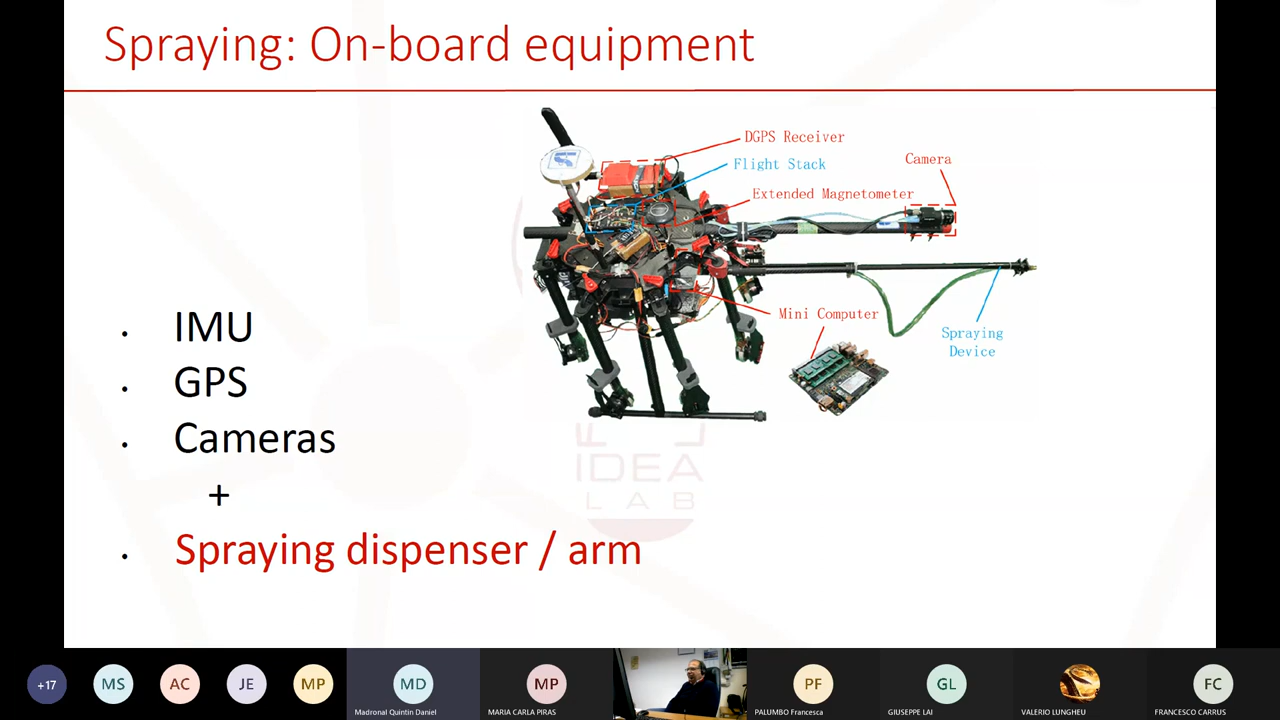 Spraying: On-board equipment
DGPS Receiver
Flight Stack
Camera
Extended Magnetometer
Mini Computer
Spraying
Device
• IMU
• GPS
• Cameras
+
• Spraying dispenser / arm
IDEA
LAB
+17
MS
AC
JE
MP
MD
Madronal Quintin Daniel
MP
MARIA CARLA PIRAS
PF
PALUMBO Francesca
GL
GIUSEPPE LAI
VALERIO LUNGHEU
FC
FRANCESCO CARRUS